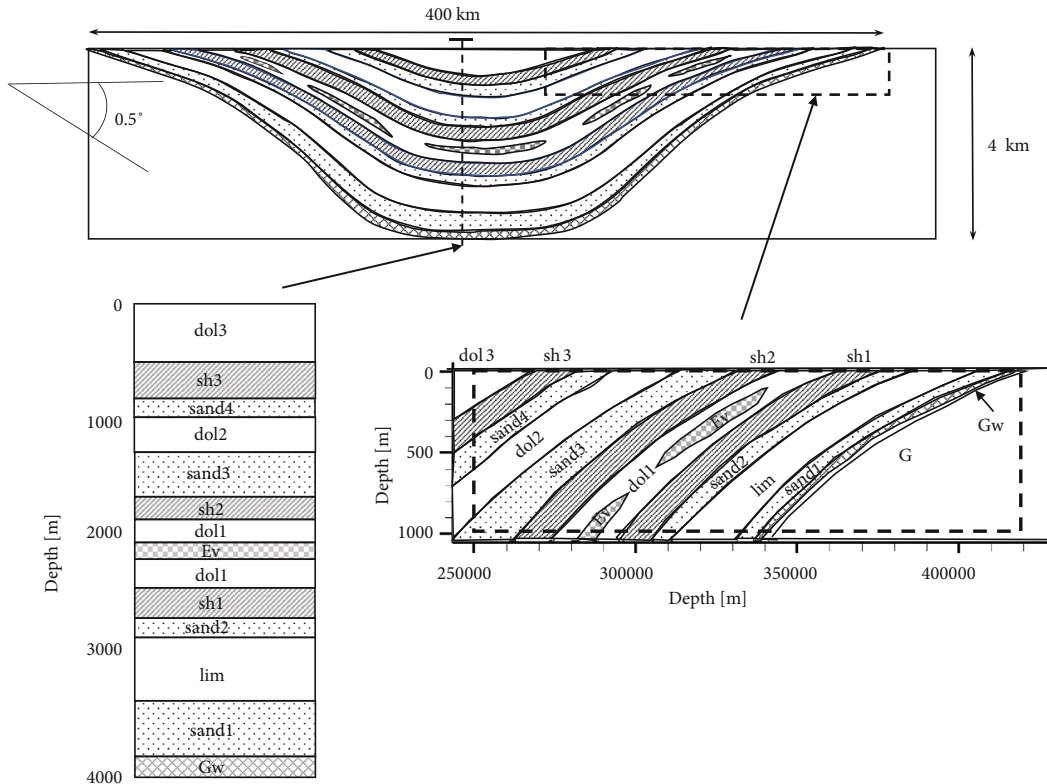 400 km
0.5°
4 km
0
dol3
sh3
sand4
1000
dol2
sand3
sh2
2000
dol1
Ev
dol1
sh1
sand2
3000
lim
sand1
Gw
4000
Depth [m]
dol 3
sh 3
sh2
sh1
0
500
1000
Depth [m]
sand4
dol2
sand3
Ev
dol1
Ev
sand2
lim
sand1
G
Gw
250000
300000
350000
400000
Depth [m]